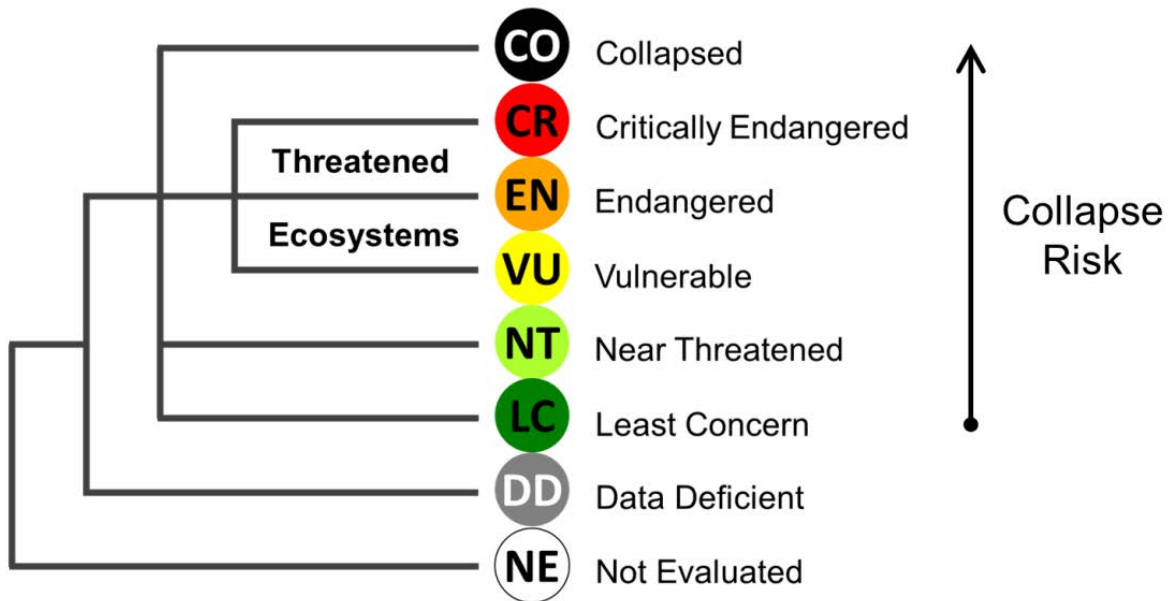 CO Collapsed
CR Critically Endangered
Threatened
EN Endangered
Ecosystems
VU Vulnerable
NT Near Threatened
LC Least Concern
DD Data Deficient
NE Not Evaluated
Collapse
Risk